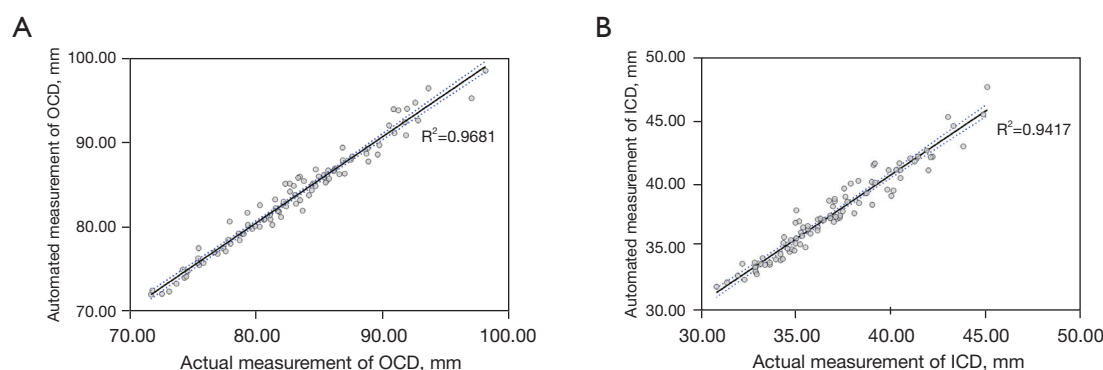 A
Automated measurement of OCD, mm
100.00
90.00
80.00
70.00
R²=0.9681
70.00 80.00 90.00 100.00
Actual measurement of OCD, mm
B
Automated measurement of ICD, mm
50.00
45.00
40.00
35.00
30.00
R²=0.9417
30.00 35.00 40.00 45.00 50.00
Actual measurement of ICD, mm